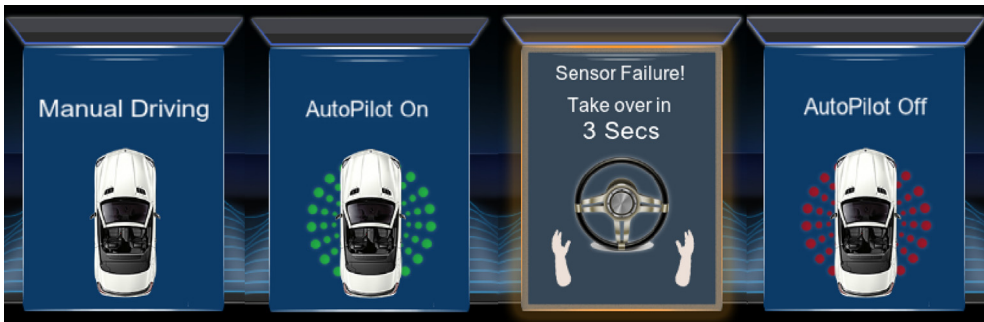 Manual Driving
AutoPilot On
Sensor Failure!
Take over in
3 Secs
AutoPilot Off